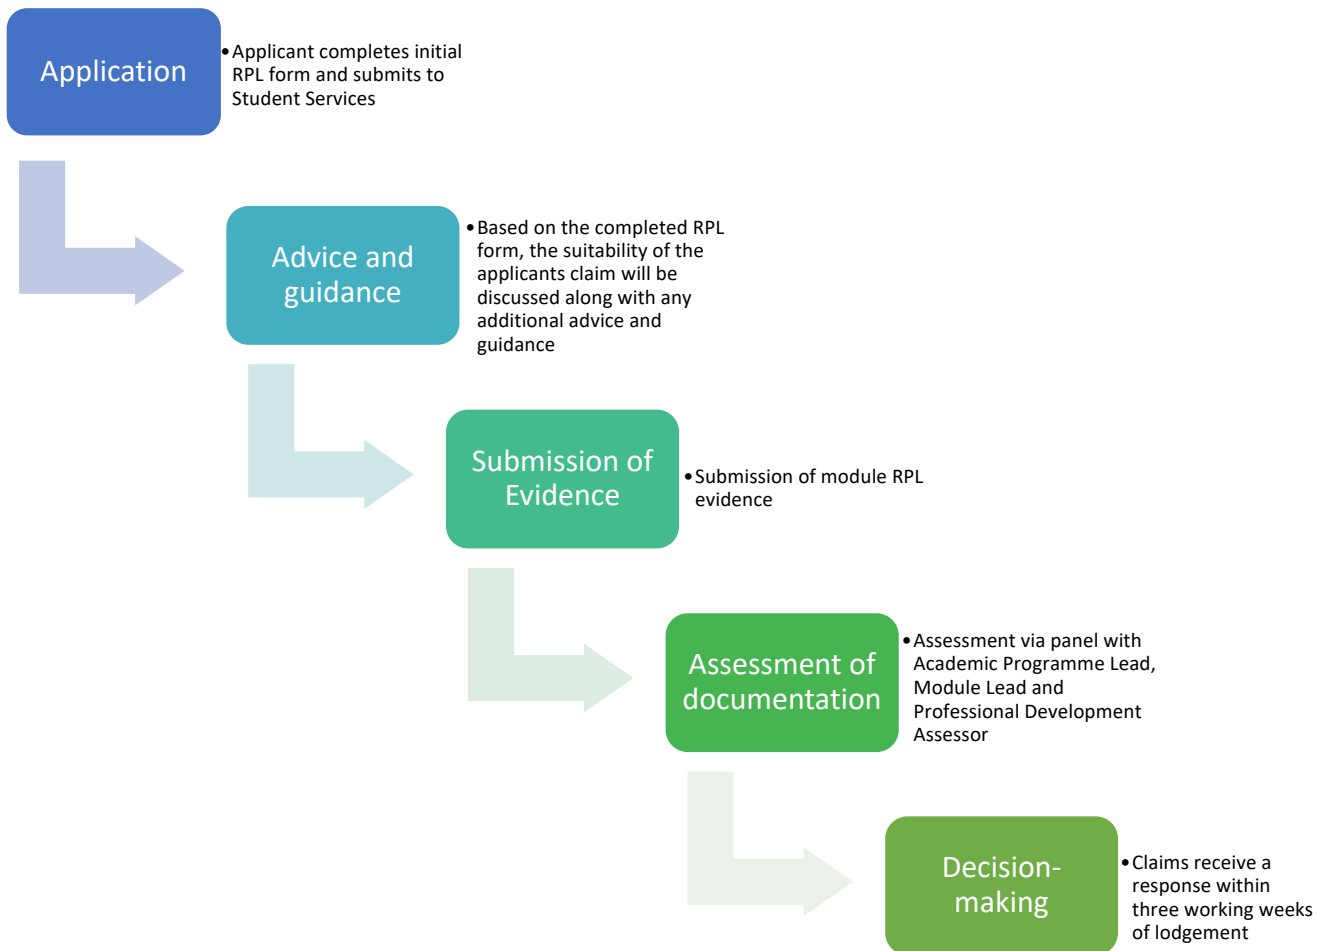 Application
•Applicant completes initial
RPL form and submits to
Student Services
Advice and
guidance
•Based on the completed RPL
form, the suitability of the
applicants claim will be
discussed along with any
additional advice and
guidance
Submission of
Evidence
•Submission of module RPL
evidence
Assessment of
documentation
•Assessment via panel with
Academic Programme Lead,
Module Lead and
Professional Development
Assessor
Decision-
making
•Claims receive a
response within
three working weeks
of lodgement